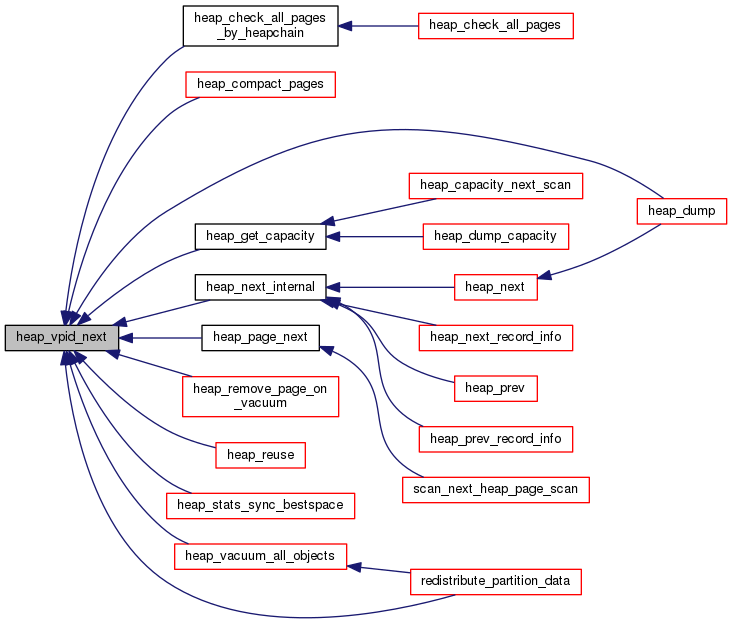 heap_check_all_pages
_by_heapchain
heap_check_all_pages
heap_compact_pages
heap_capacity_next_scan
heap_dump
heap_get_capacity
heap_dump_capacity
heap_next_internal
heap_next
heap_vpid_next
heap_page_next
heap_next_record_info
heap_remove_page_on
_vacuum
heap_prev
heap_reuse
heap_prev_record_info
heap_stats_sync_bestspace
scan_next_heap_page_scan
heap_vacuum_all_objects
redistribute_partition_data